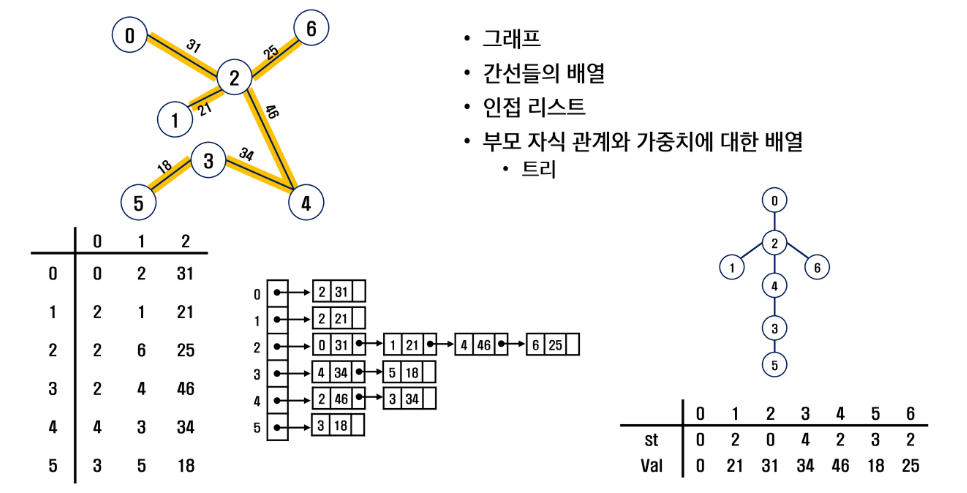 0
6
31
25
2
1
21
46
3
34
18
5
4
• 그래프
• 간선들의 배열
• 인접 리스트
• 부모 자식 관계와 가중치에 대한 배열
• 트리
0 1 2
0 0 2 31
1 2 1 21
2 2 6 25
3 2 4 46
4 4 3 34
5 3 5 18
0 2 31
1 2 21
2 0 31 1 21 4 46 6 25
3 4 34 5 18
4 2 46 3 34
5 3 18
0
2
1 6
4
3
5
0 1 2 3 4 5 6
st 0 2 0 4 2 3 2
Val 0 21 31 34 46 18 25